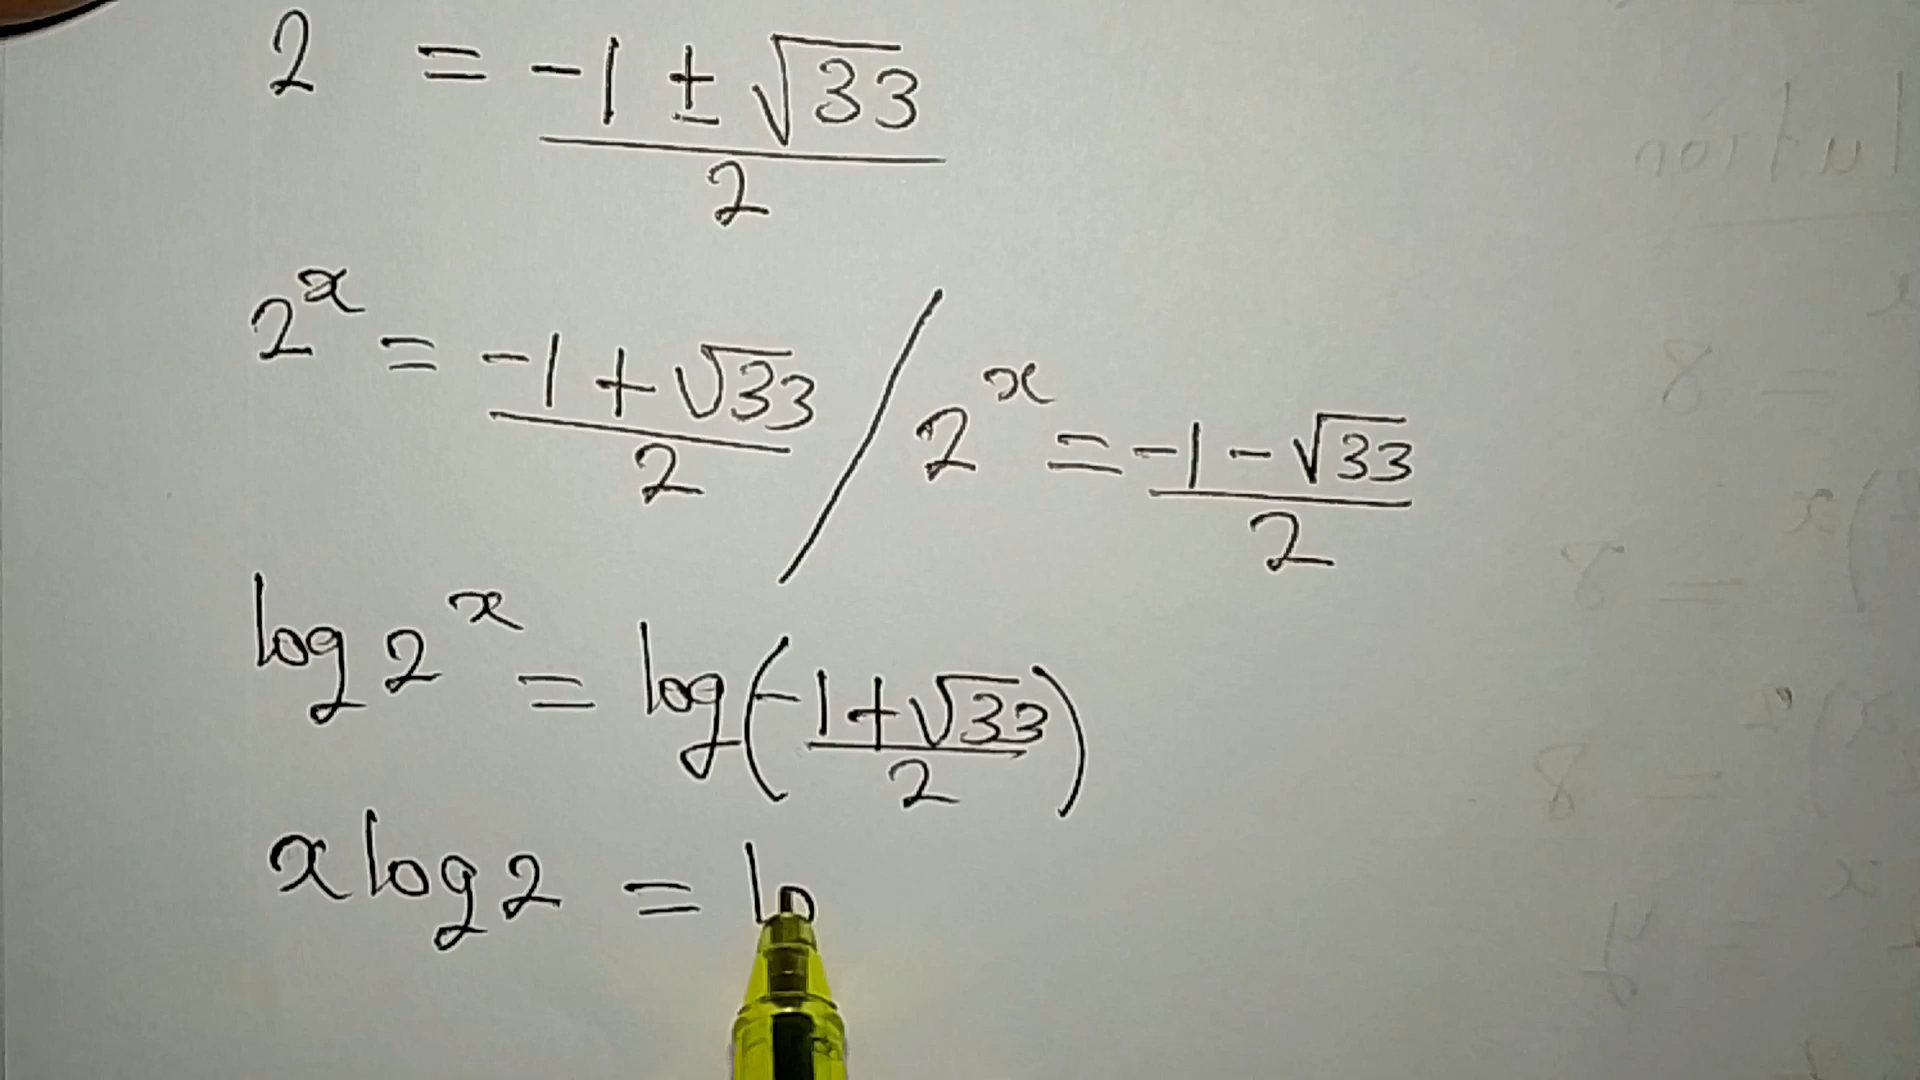 2 = (-1 ± √33)/2
2^x = (-1 + √33)/2 / 2^x = (-1 - √33)/2
log 2^x = log((-1 + √33)/2)
x log 2 = lo